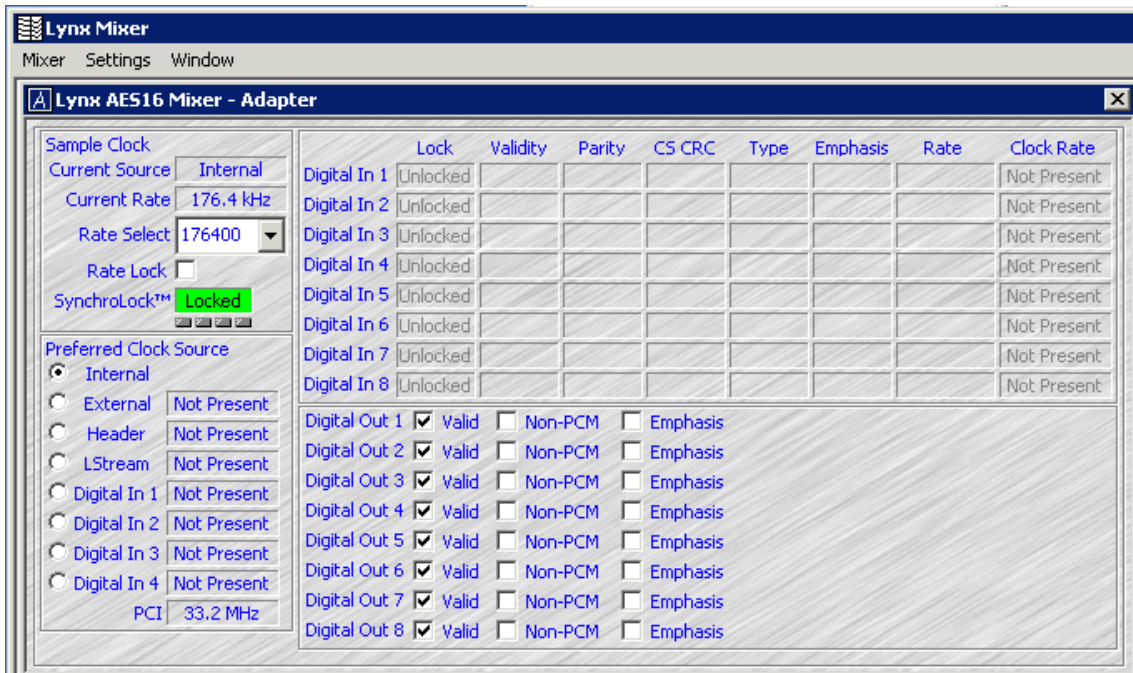 Lynx Mixer
Mixer Settings Window
Lynx AES16 Mixer - Adapter
Sample Clock
Current Source Internal
Current Rate 176.4 kHz
Rate Select 176400
Rate Lock
SynchroLock™ Locked
Preferred Clock Source
Internal
External Not Present
Header Not Present
LStream Not Present
Digital In 1 Not Present
Digital In 2 Not Present
Digital In 3 Not Present
Digital In 4 Not Present
PCI 33.2 MHz
Lock Validity Parity CS CRC Type Emphasis Rate Clock Rate
Digital In 1 Unlocked Not Present
Digital In 2 Unlocked Not Present
Digital In 3 Unlocked Not Present
Digital In 4 Unlocked Not Present
Digital In 5 Unlocked Not Present
Digital In 6 Unlocked Not Present
Digital In 7 Unlocked Not Present
Digital In 8 Unlocked Not Present
Digital Out 1 Valid Non-PCM Emphasis
Digital Out 2 Valid Non-PCM Emphasis
Digital Out 3 Valid Non-PCM Emphasis
Digital Out 4 Valid Non-PCM Emphasis
Digital Out 5 Valid Non-PCM Emphasis
Digital Out 6 Valid Non-PCM Emphasis
Digital Out 7 Valid Non-PCM Emphasis
Digital Out 8 Valid Non-PCM Emphasis